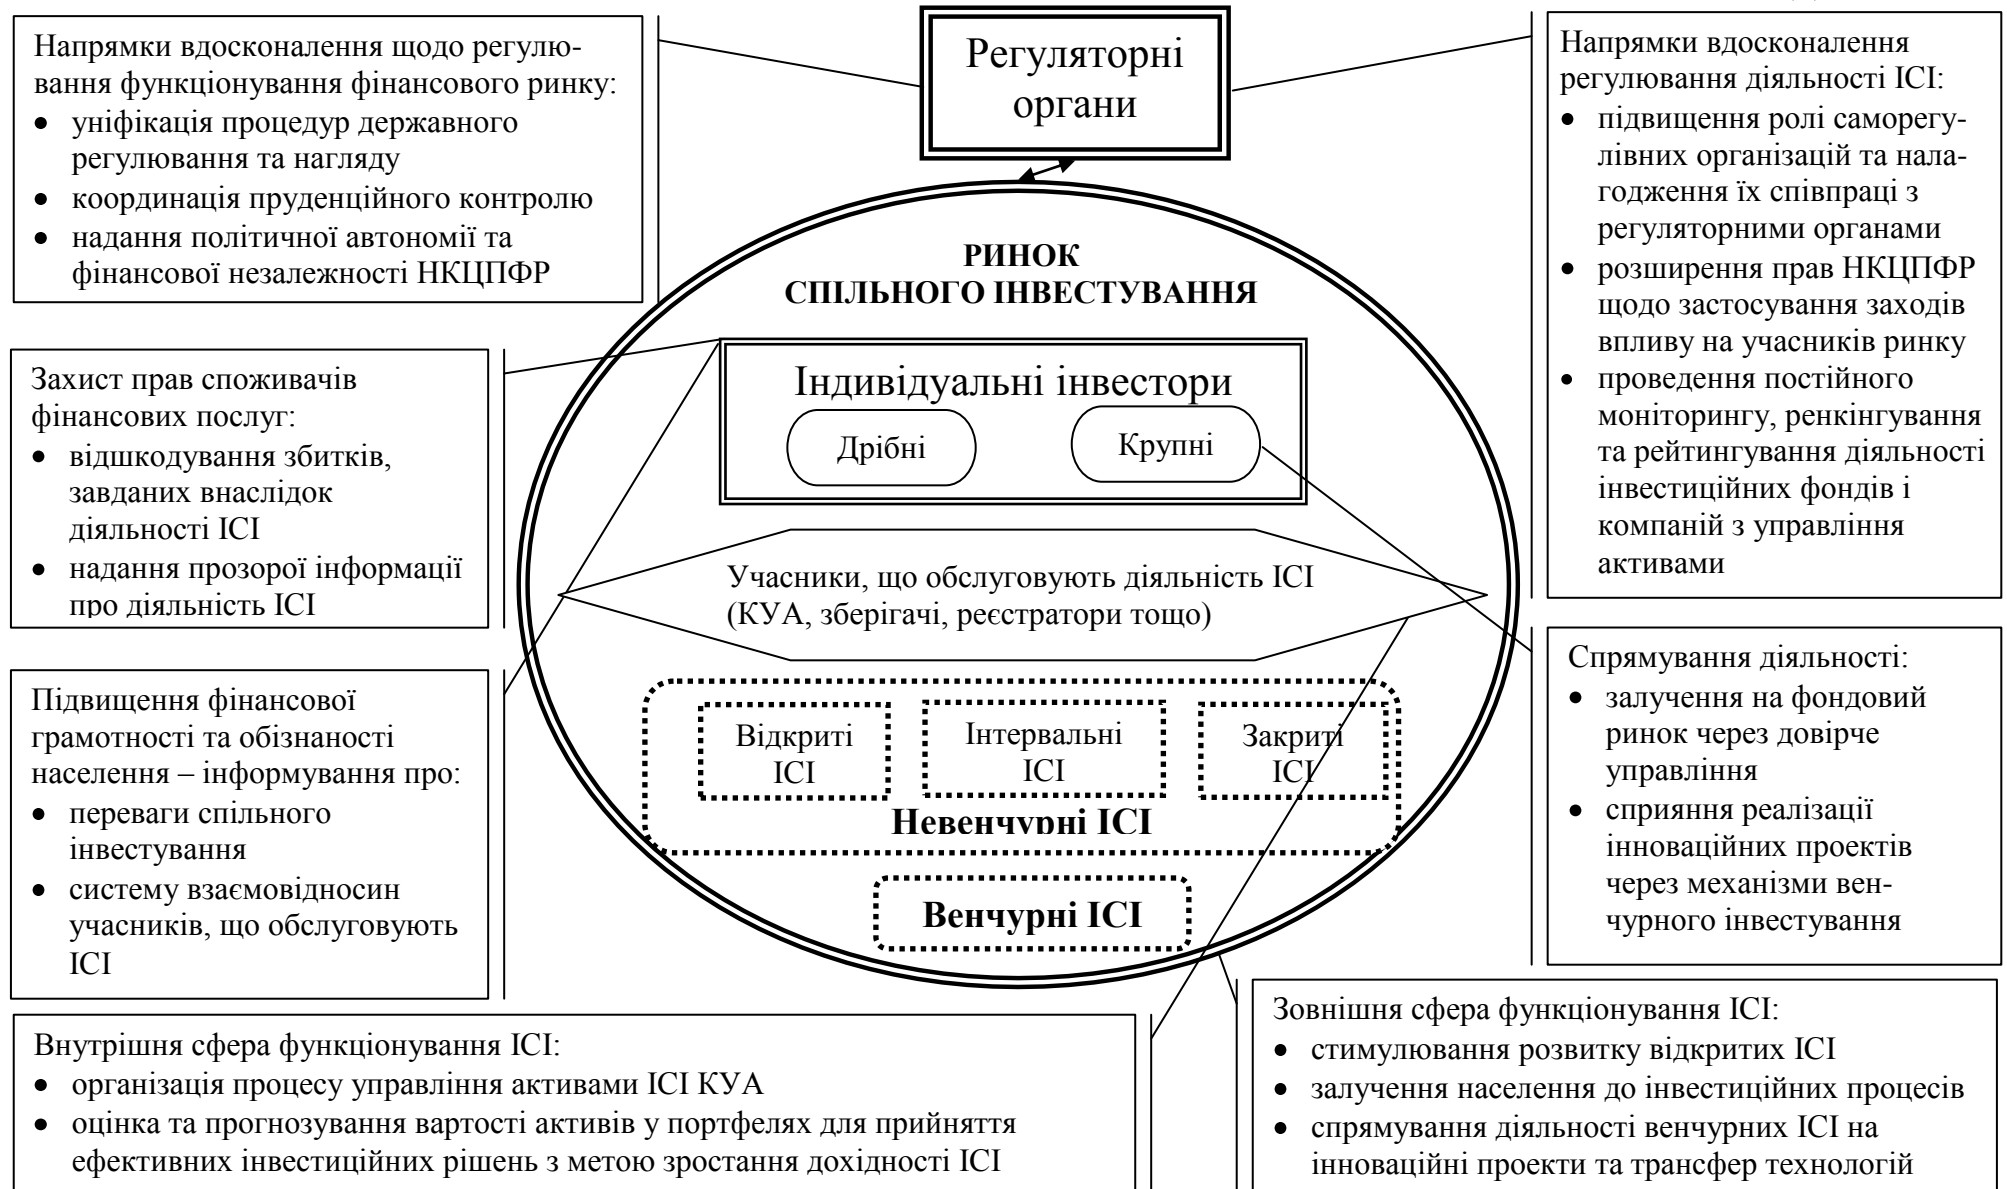 Напрямки вдосконалення щодо регулю-
вання функціонування фінансового ринку:
• уніфікація процедур державного
регулювання та нагляду
• координація пруденційного контролю
• надання політичної автономії та
фінансової незалежності НКЦПФР
Регуляторні
органи
Напрямки вдосконалення
регулювання діяльності ІСІ:
• підвищення ролі саморегу-
лівних організацій та нала-
годження їх співпраці з
регуляторними органами
• розширення прав НКЦПФР
щодо застосування заходів
впливу на учасників ринку
• проведення постійного
моніторингу, ренкінгування
та рейтингування діяльності
інвестиційних фондів і
компаній з управління
активами
РИНОК
СПІЛЬНОГО ІНВЕСТУВАННЯ
Індивідуальні інвестори
Дрібні
Крупні
Захист прав споживачів
фінансових послуг:
• відшкодування збитків,
завданих внаслідок
діяльності ІСІ
• надання прозорої інформації
про діяльність ІСІ
Учасники, що обслуговують діяльність ІСІ
(КУА, зберігачі, реєстратори тощо)
Підвищення фінансової
грамотності та обізнаності
населення – інформування про:
• переваги спільного
інвестування
• систему взаємовідносин
учасників, що обслуговують
ІСІ
Відкриті
ІСІ
Інтервальні
ІСІ
Закриті
ІСІ
Невенчурні ІСІ
Венчурні ІСІ
Спрямування діяльності:
• залучення на фондовий
ринок через довірче
управління
• сприяння реалізації
інноваційних проектів
через механізми вен-
чурного інвестування
Внутрішня сфера функціонування ІСІ:
• організація процесу управління активами ІСІ КУА
• оцінка та прогнозування вартості активів у портфелях для прийняття
ефективних інвестиційних рішень з метою зростання дохідності ІСІ
Зовнішня сфера функціонування ІСІ:
• стимулювання розвитку відкритих ІСІ
• залучення населення до інвестиційних процесів
• спрямування діяльності венчурних ІСІ на
інноваційні проекти та трансфер технологій